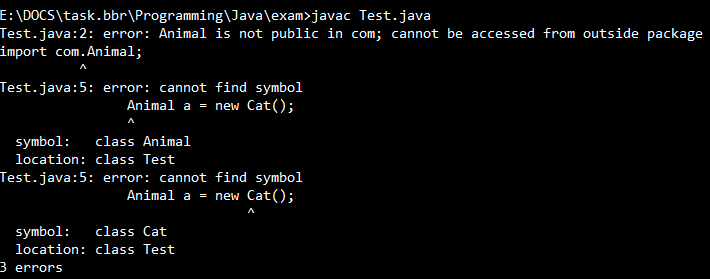 E:\DOCS\task.bbr\Programming\Java\exam>javac Test.java
Test.java:2: error: Animal is not public in com; cannot be accessed from outside package
import com.Animal;
          ^
Test.java:5: error: cannot find symbol
                Animal a = new Cat();
                ^
  symbol:   class Animal
  location: class Test
Test.java:5: error: cannot find symbol
                Animal a = new Cat();
                               ^
  symbol:   class Cat
  location: class Test
3 errors